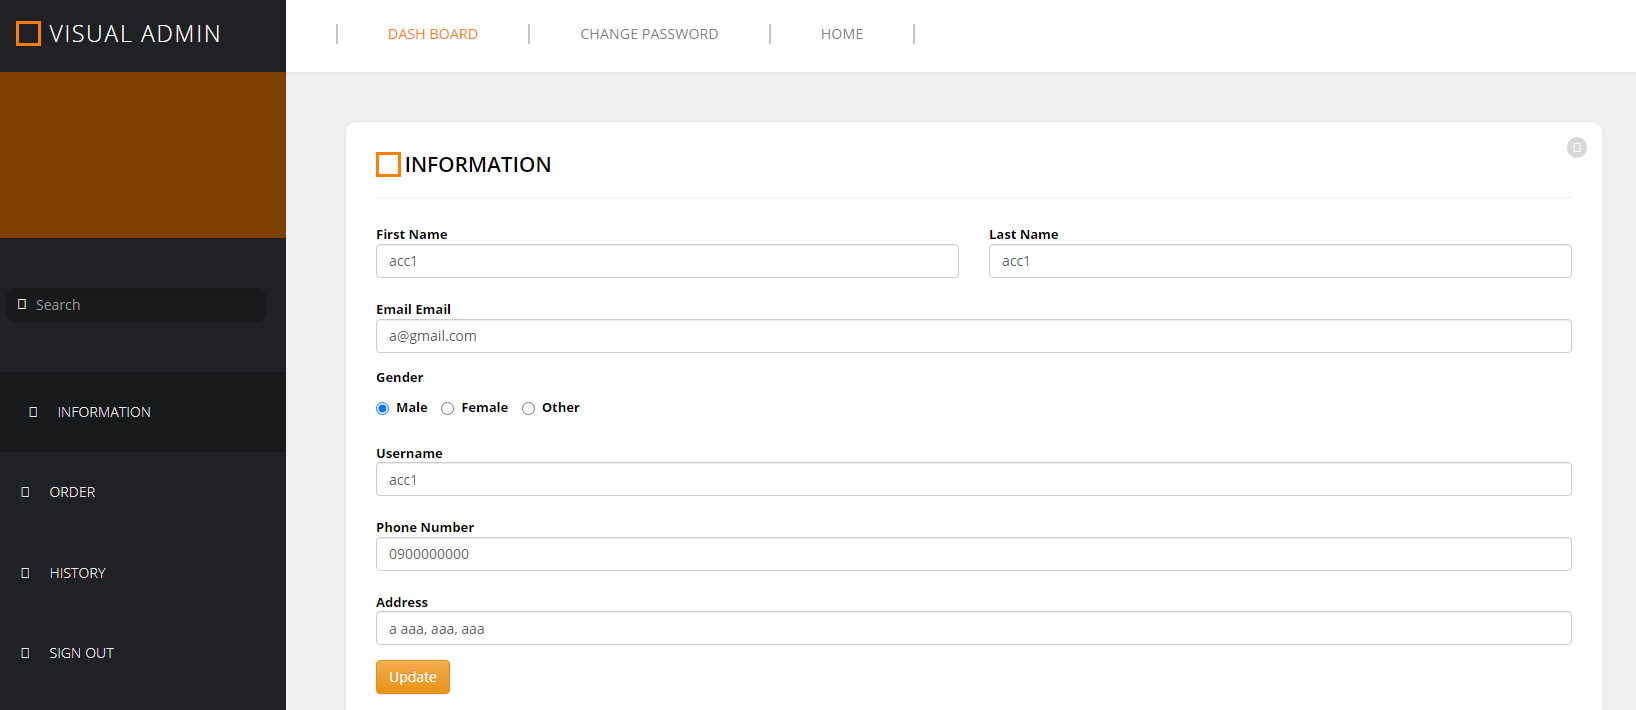 VISUAL ADMIN
DASH BOARD
CHANGE PASSWORD
HOME
Search
INFORMATION
ORDER
HISTORY
SIGN OUT
INFORMATION
First Name
Last Name
acc1
acc1
Email Email
a@gmail.com
Gender
Male Female Other
Username
acc1
Phone Number
0900000000
Address
a aaa, aaa, aaa
Update